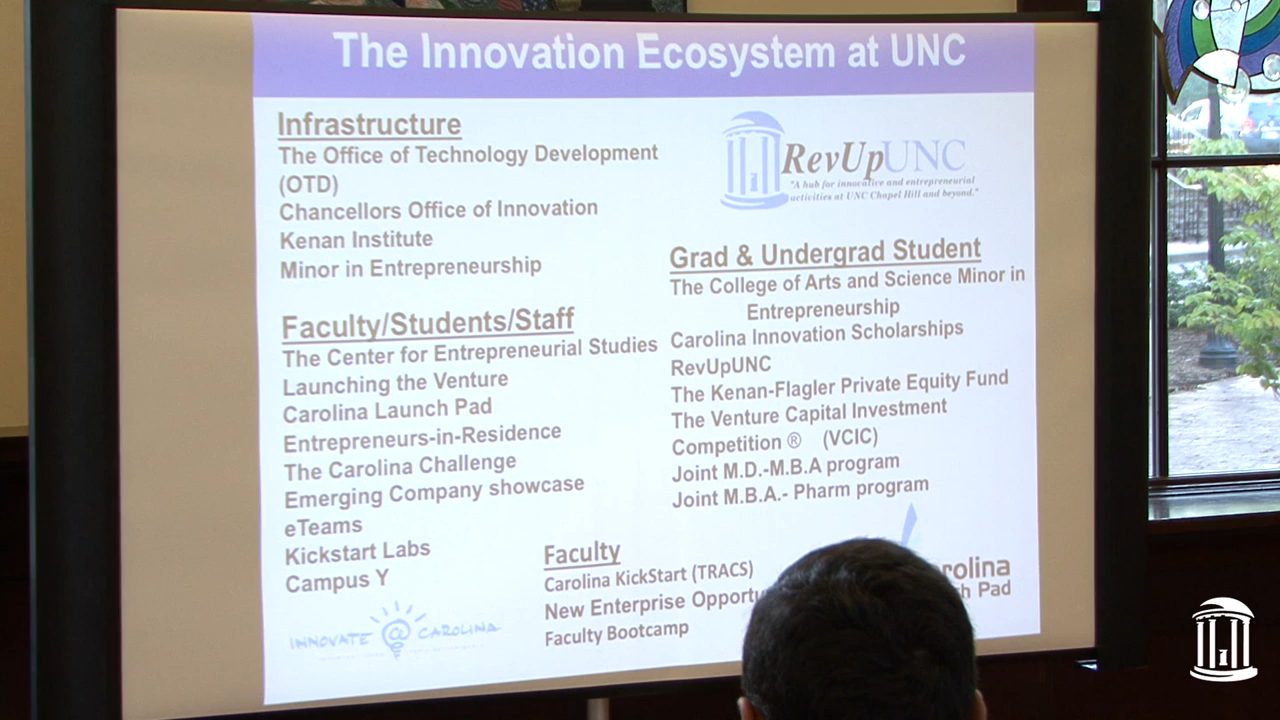 The Innovation Ecosystem at UNC
Infrastructure
The Office of Technology Development
(OTD)
Chancellors Office of Innovation
Kenan Institute
Minor in Entrepreneurship
Faculty/Students/Staff
The Center for Entrepreneurial Studies
Launching the Venture
Carolina Launch Pad
Entrepreneurs-in-Residence
The Carolina Challenge
Emerging Company showcase
eTeams
Kickstart Labs
Campus Y
INNOVATE @ CAROLINA
RevUpUNC
"A hub for innovative and entrepreneurial
activities at UNC Chapel Hill and beyond."
Grad & Undergrad Student
The College of Arts and Science Minor in
Entrepreneurship
Carolina Innovation Scholarships
RevUpUNC
The Kenan-Flagler Private Equity Fund
The Venture Capital Investment
Competition ® (VCIC)
Joint M.D.-M.B.A program
Joint M.B.A.- Pharm program
Faculty
Carolina KickStart (TRACS)
New Enterprise
Faculty Bootcamp
Pad